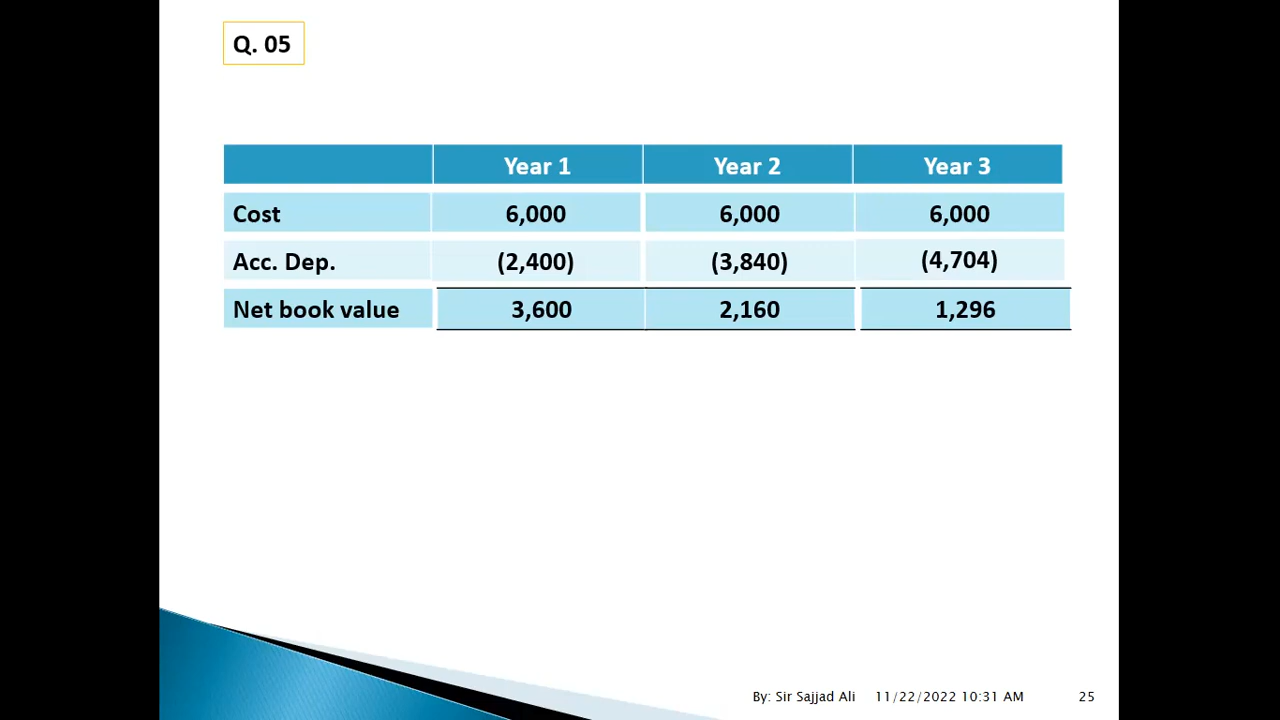 Q. 05
Year 1 Year 2 Year 3
Cost 6,000 6,000 6,000
Acc. Dep. (2,400) (3,840) (4,704)
Net book value 3,600 2,160 1,296
By: Sir Sajjad Ali 11/22/2022 10:31 AM 25